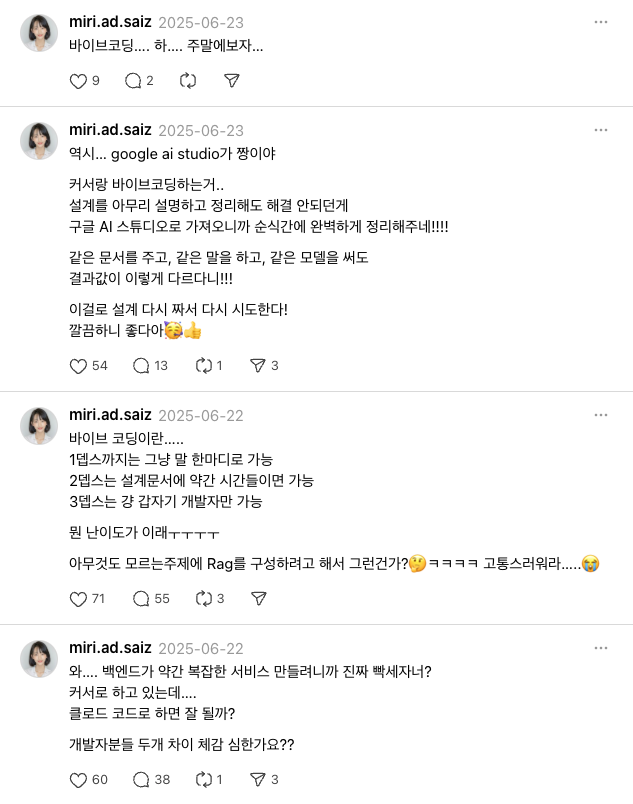 miri.ad.saiz 2025-06-23
바이브코딩.... 하.... 주말에보자...
9 2
miri.ad.saiz 2025-06-23
역시... google ai studio가 짱이야
커서랑 바이브코딩하는거..
설계를 아무리 설명하고 정리해도 해결 안되던게
구글 AI 스튜디오로 가져오니까 순식간에 완벽하게 정리해주네!!!!
같은 문서를 주고, 같은 말을 하고, 같은 모델을 써도
결과값이 이렇게 다르다니!!!
이걸로 설계 다시 짜서 다시 시도한다!
깔끔하니 좋다아🥳👍
54 13 1 3
miri.ad.saiz 2025-06-22
바이브 코딩이란.....
1뎁스까지는 그냥 말 한마디로 가능
2뎁스는 설계문서에 약간 시간들이면 가능
3뎁스는 걍 갑자기 개발자만 가능
뭔 난이도가 이래ㅜㅜㅜㅜ
아무것도 모르는주제에 Rag를 구성하려고 해서 그런건가?🤔ㅋㅋㅋㅋ 고통스러워라.....😭
71 55 3
miri.ad.saiz 2025-06-22
와.... 백엔드가 약간 복잡한 서비스 만들려니까 진짜 빡세자너?
커서로 하고 있는데....
클로드 코드로 하면 잘 될까?
개발자분들 두개 차이 체감 심한가요??
60 38 1 3